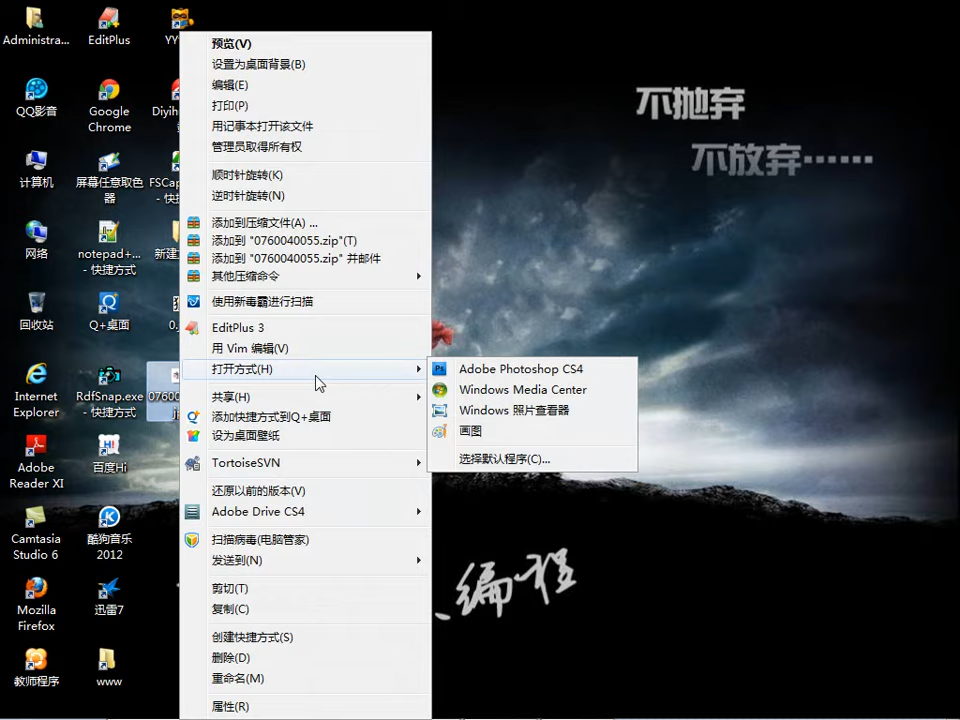 Administra...
EditPlus
QQ影音
Google
Chrome
计算机
屏幕任意取色
器
网络
notepad+...
- 快捷方式
回收站
Q+桌面
Internet
Explorer
RdfSnap.exe
- 快捷方式
Adobe
Reader XI
百度Hi
Camtasia
Studio 6
酷狗音乐
2012
Mozilla
Firefox
迅雷7
教师程序
www
预览(V)
设置为桌面背景(B)
编辑(E)
打印(P)
用记事本打开该文件
管理员取得所有权
顺时针旋转(K)
逆时针旋转(N)
添加到压缩文件(A) ...
添加到 "0760040055.zip"(T)
添加到 "0760040055.zip" 并邮件
其他压缩命令
使用新毒霸进行扫描
EditPlus 3
用 Vim 编辑(V)
打开方式(H)
共享(H)
添加快捷方式到Q+桌面
设为桌面壁纸
TortoiseSVN
还原以前的版本(V)
Adobe Drive CS4
扫描病毒(电脑管家)
发送到(N)
剪切(T)
复制(C)
创建快捷方式(S)
删除(D)
重命名(M)
属性(R)
Adobe Photoshop CS4
Windows Media Center
Windows 照片查看器
画图
选择默认程序(C)...
不抛弃
不放弃……
编程